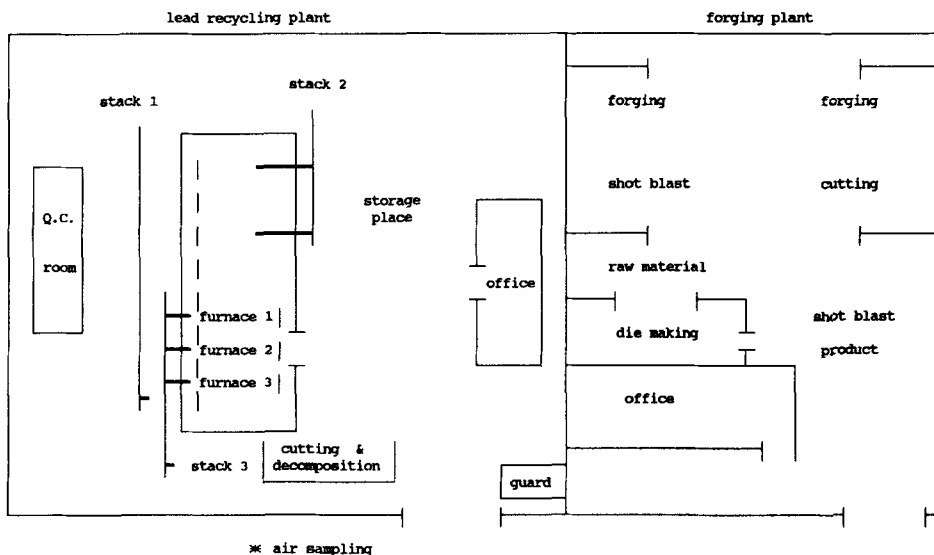 lead recycling plant
forging plant
stack 1
stack 2
forging
forging
Q.C.
room
storage
place
shot blast
cutting
office
raw material
furnace 1
furnace 2
furnace 3
die making
shot blast
product
office
cutting &
decomposition
stack 3
guard
* air sampling